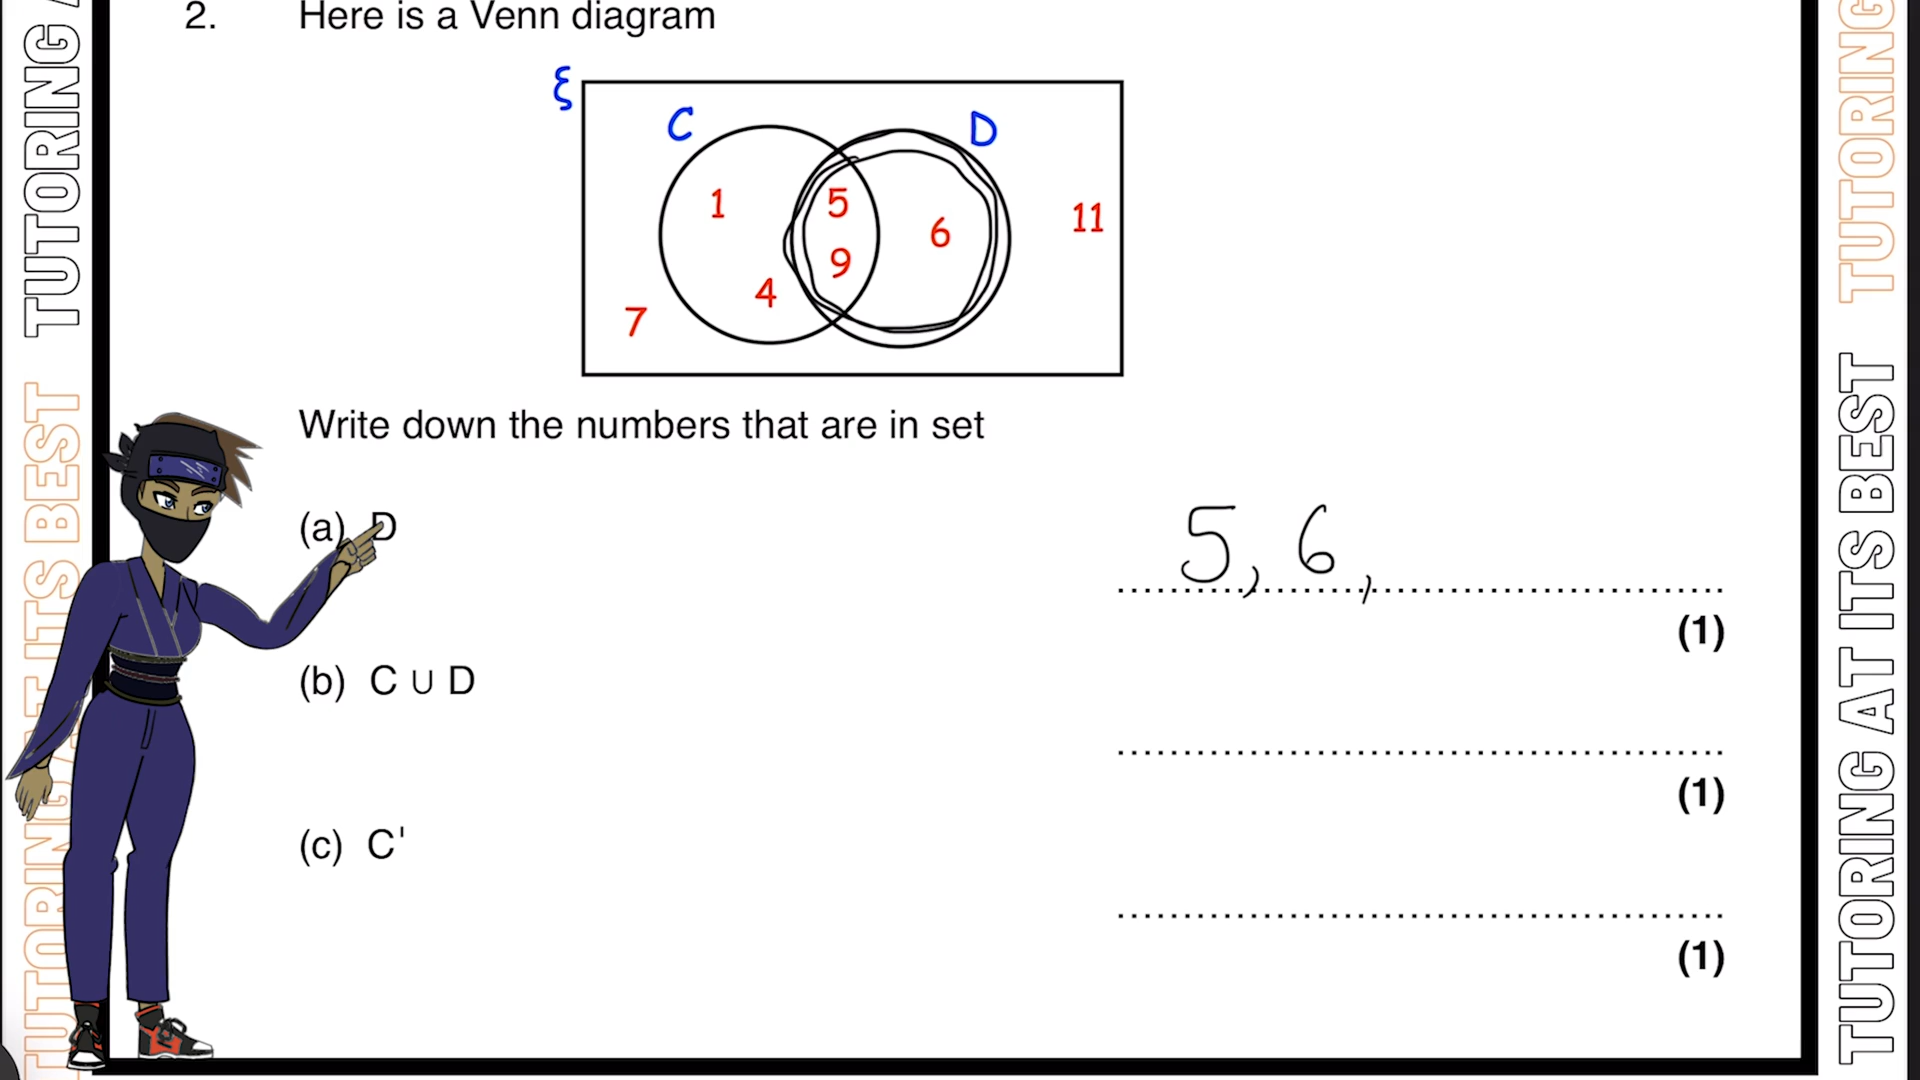 2. Here is a Venn diagram
ξ
C
D
1
5
6
11
9
4
7
Write down the numbers that are in set
(a) D
5, 6,
(1)
(b) C ∪ D
(1)
(c) C'
(1)
TUTORING
TUTORING AT ITS BEST
TUTORING
TUTORING AT ITS BEST